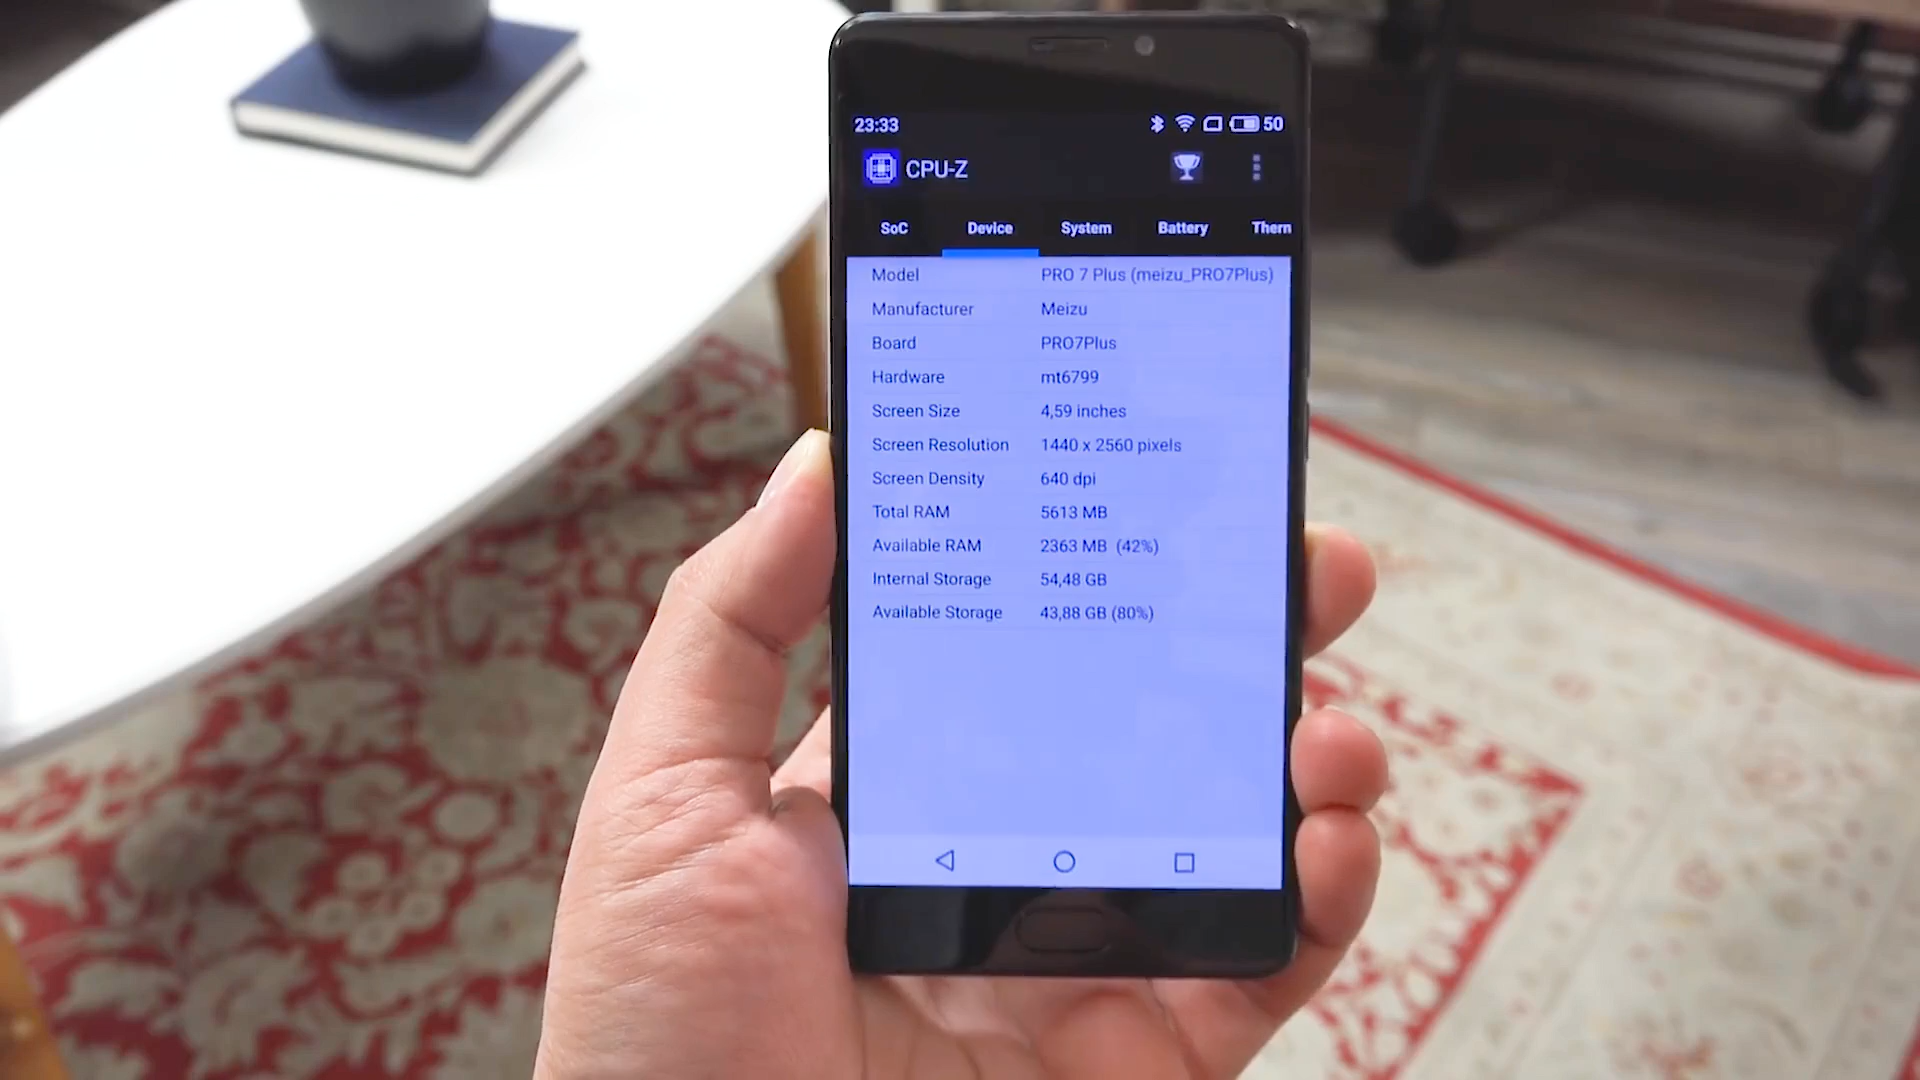 23:33 50
CPU-Z
SoC Device System Battery Therm
Model PRO 7 Plus (meizu_PRO7Plus)
Manufacturer Meizu
Board PRO7Plus
Hardware mt6799
Screen Size 4,59 inches
Screen Resolution 1440 x 2560 pixels
Screen Density 640 dpi
Total RAM 5613 MB
Available RAM 2363 MB (42%)
Internal Storage 54,48 GB
Available Storage 43,88 GB (80%)